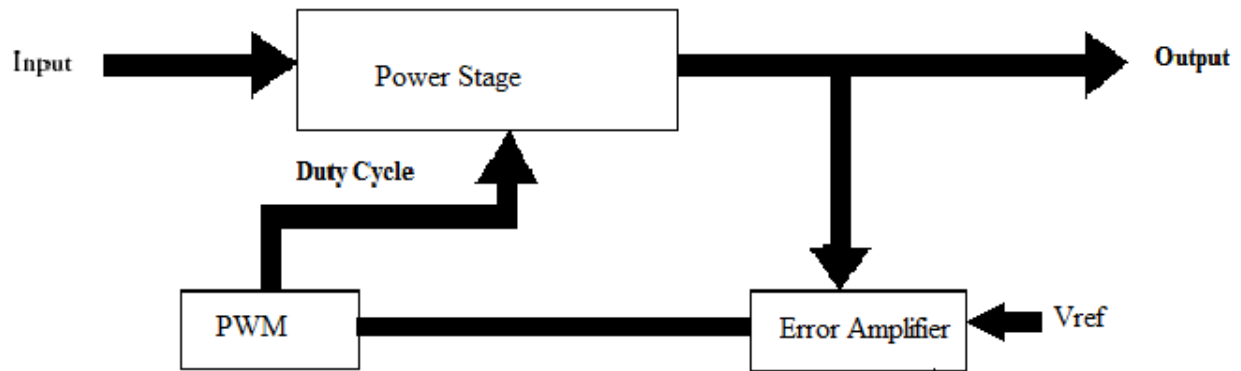 Input
Power Stage
Output
Duty Cycle
PWM
Error Amplifier
Vref